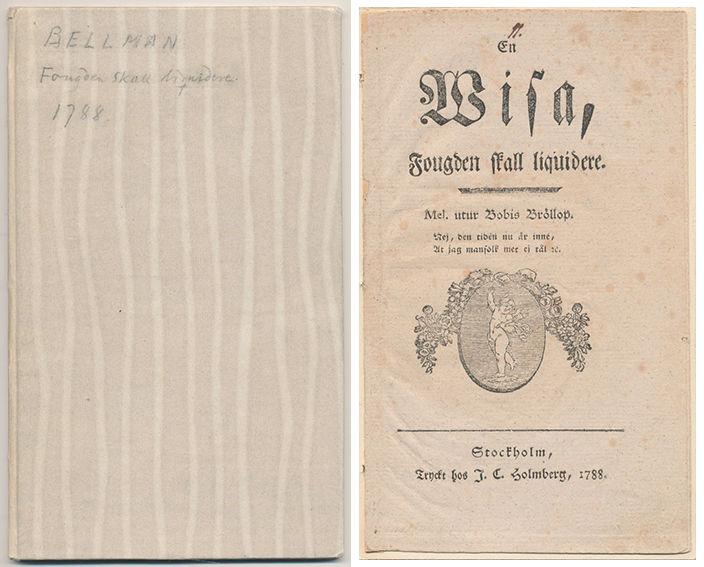 BELLMAN
Fougden skall liquidere.
1788.
En
Wisa,
Fougden skall liquidere.
Mel. utur Bobis Bröllop.
Nej, den tiden nu är inne,
At jag manfolk mer ej tål ꝛc.
Stockholm,
Tryckt hos J. C. Holmberg, 1788.